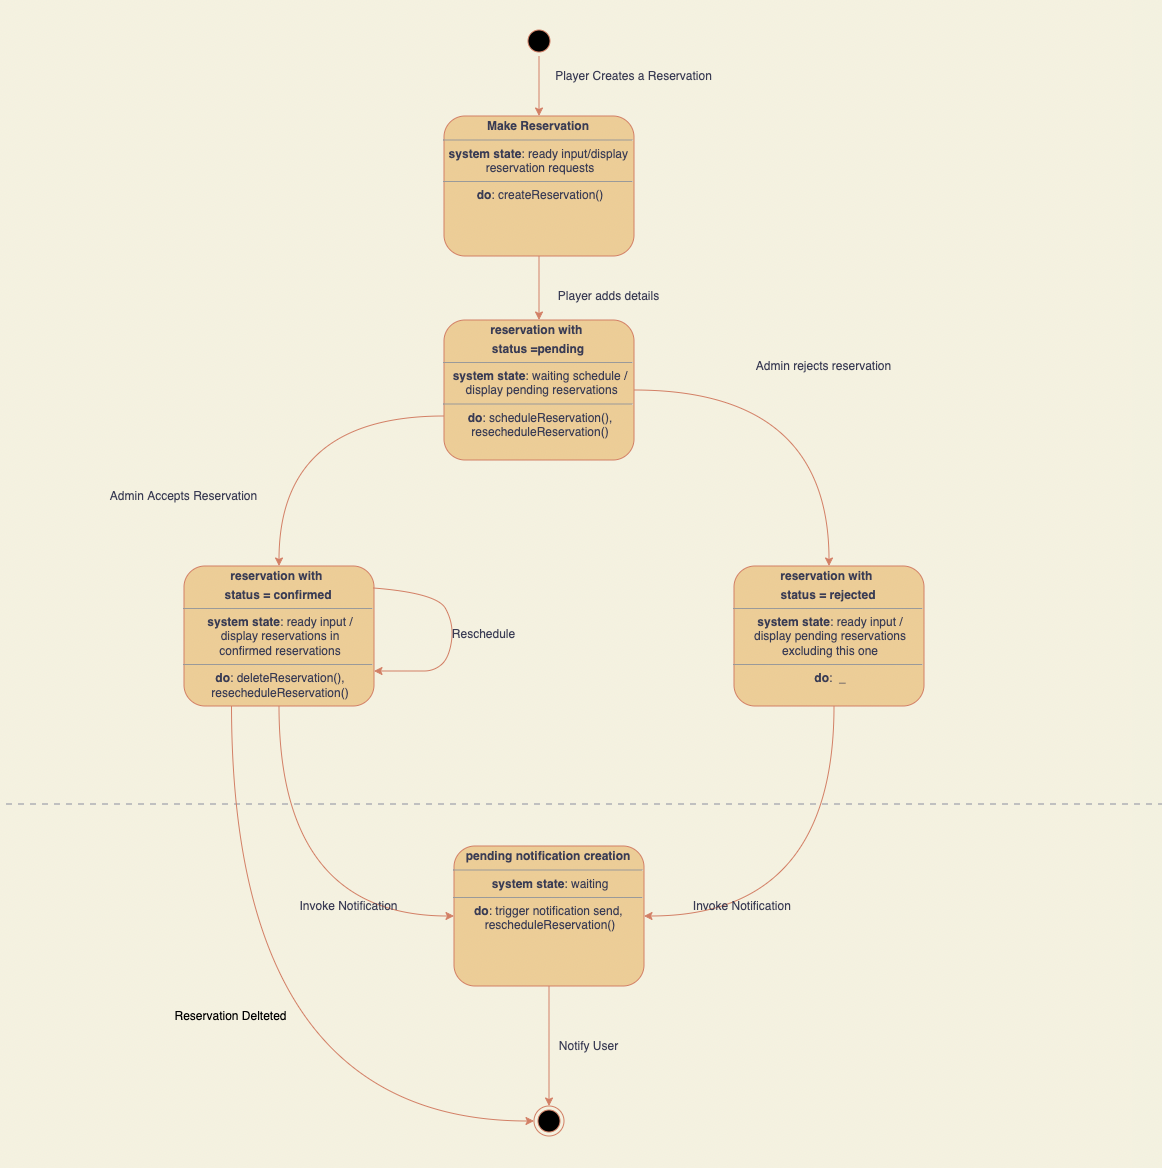 Player Creates a Reservation
Make Reservation
system state: ready input/display
reservation requests
do: createReservation()
Player adds details
reservation with
status =pending
system state: waiting schedule /
display pending reservations
do: scheduleReservation(),
resecheduleReservation()
Admin rejects reservation
Admin Accepts Reservation
reservation with
status = confirmed
system state: ready input /
display reservations in
confirmed reservations
do: deleteReservation(),
resecheduleReservation()
Reschedule
reservation with
status = rejected
system state: ready input /
display pending reservations
excluding this one
do: _
pending notification creation
system state: waiting
do: trigger notification send,
rescheduleReservation()
Invoke Notification
Invoke Notification
Reservation Delteted
Notify User